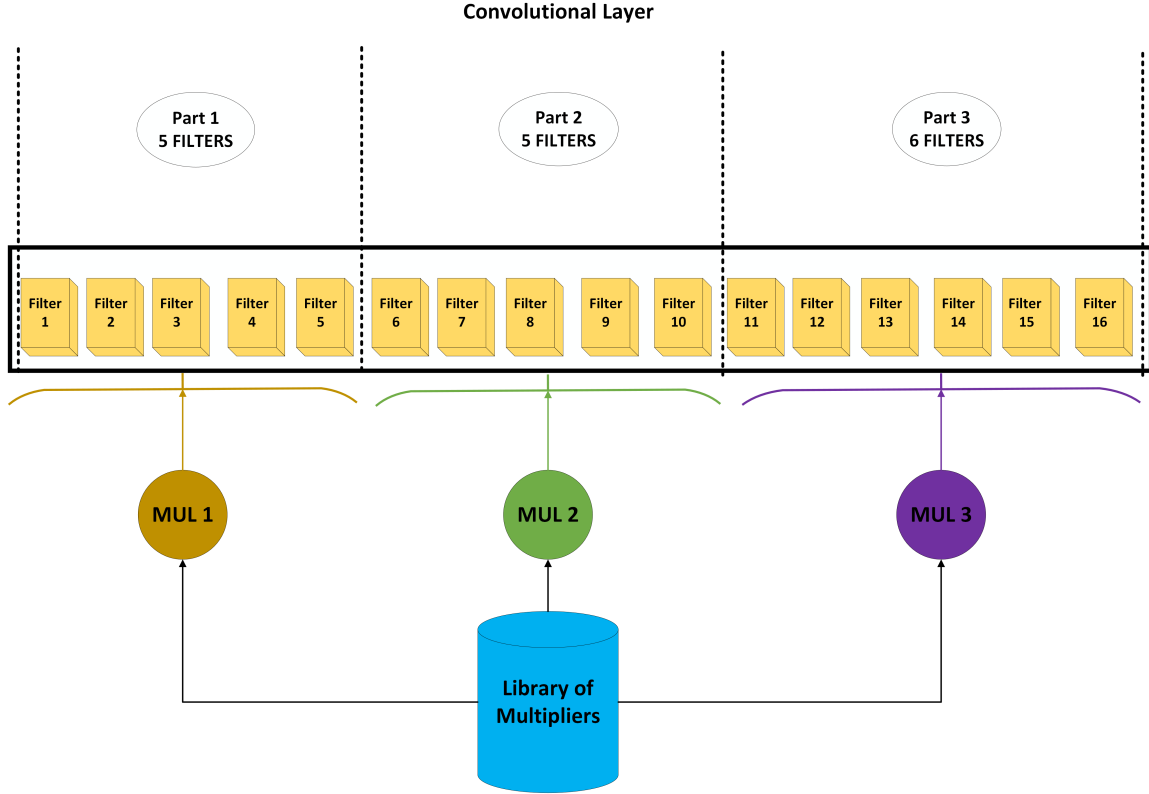 Convolutional Layer
Part 1
5 FILTERS
Part 2
5 FILTERS
Part 3
6 FILTERS
Filter
1
Filter
2
Filter
3
Filter
4
Filter
5
Filter
6
Filter
7
Filter
8
Filter
9
Filter
10
Filter
11
Filter
12
Filter
13
Filter
14
Filter
15
Filter
16
MUL 1
MUL 2
MUL 3
Library of
Multipliers